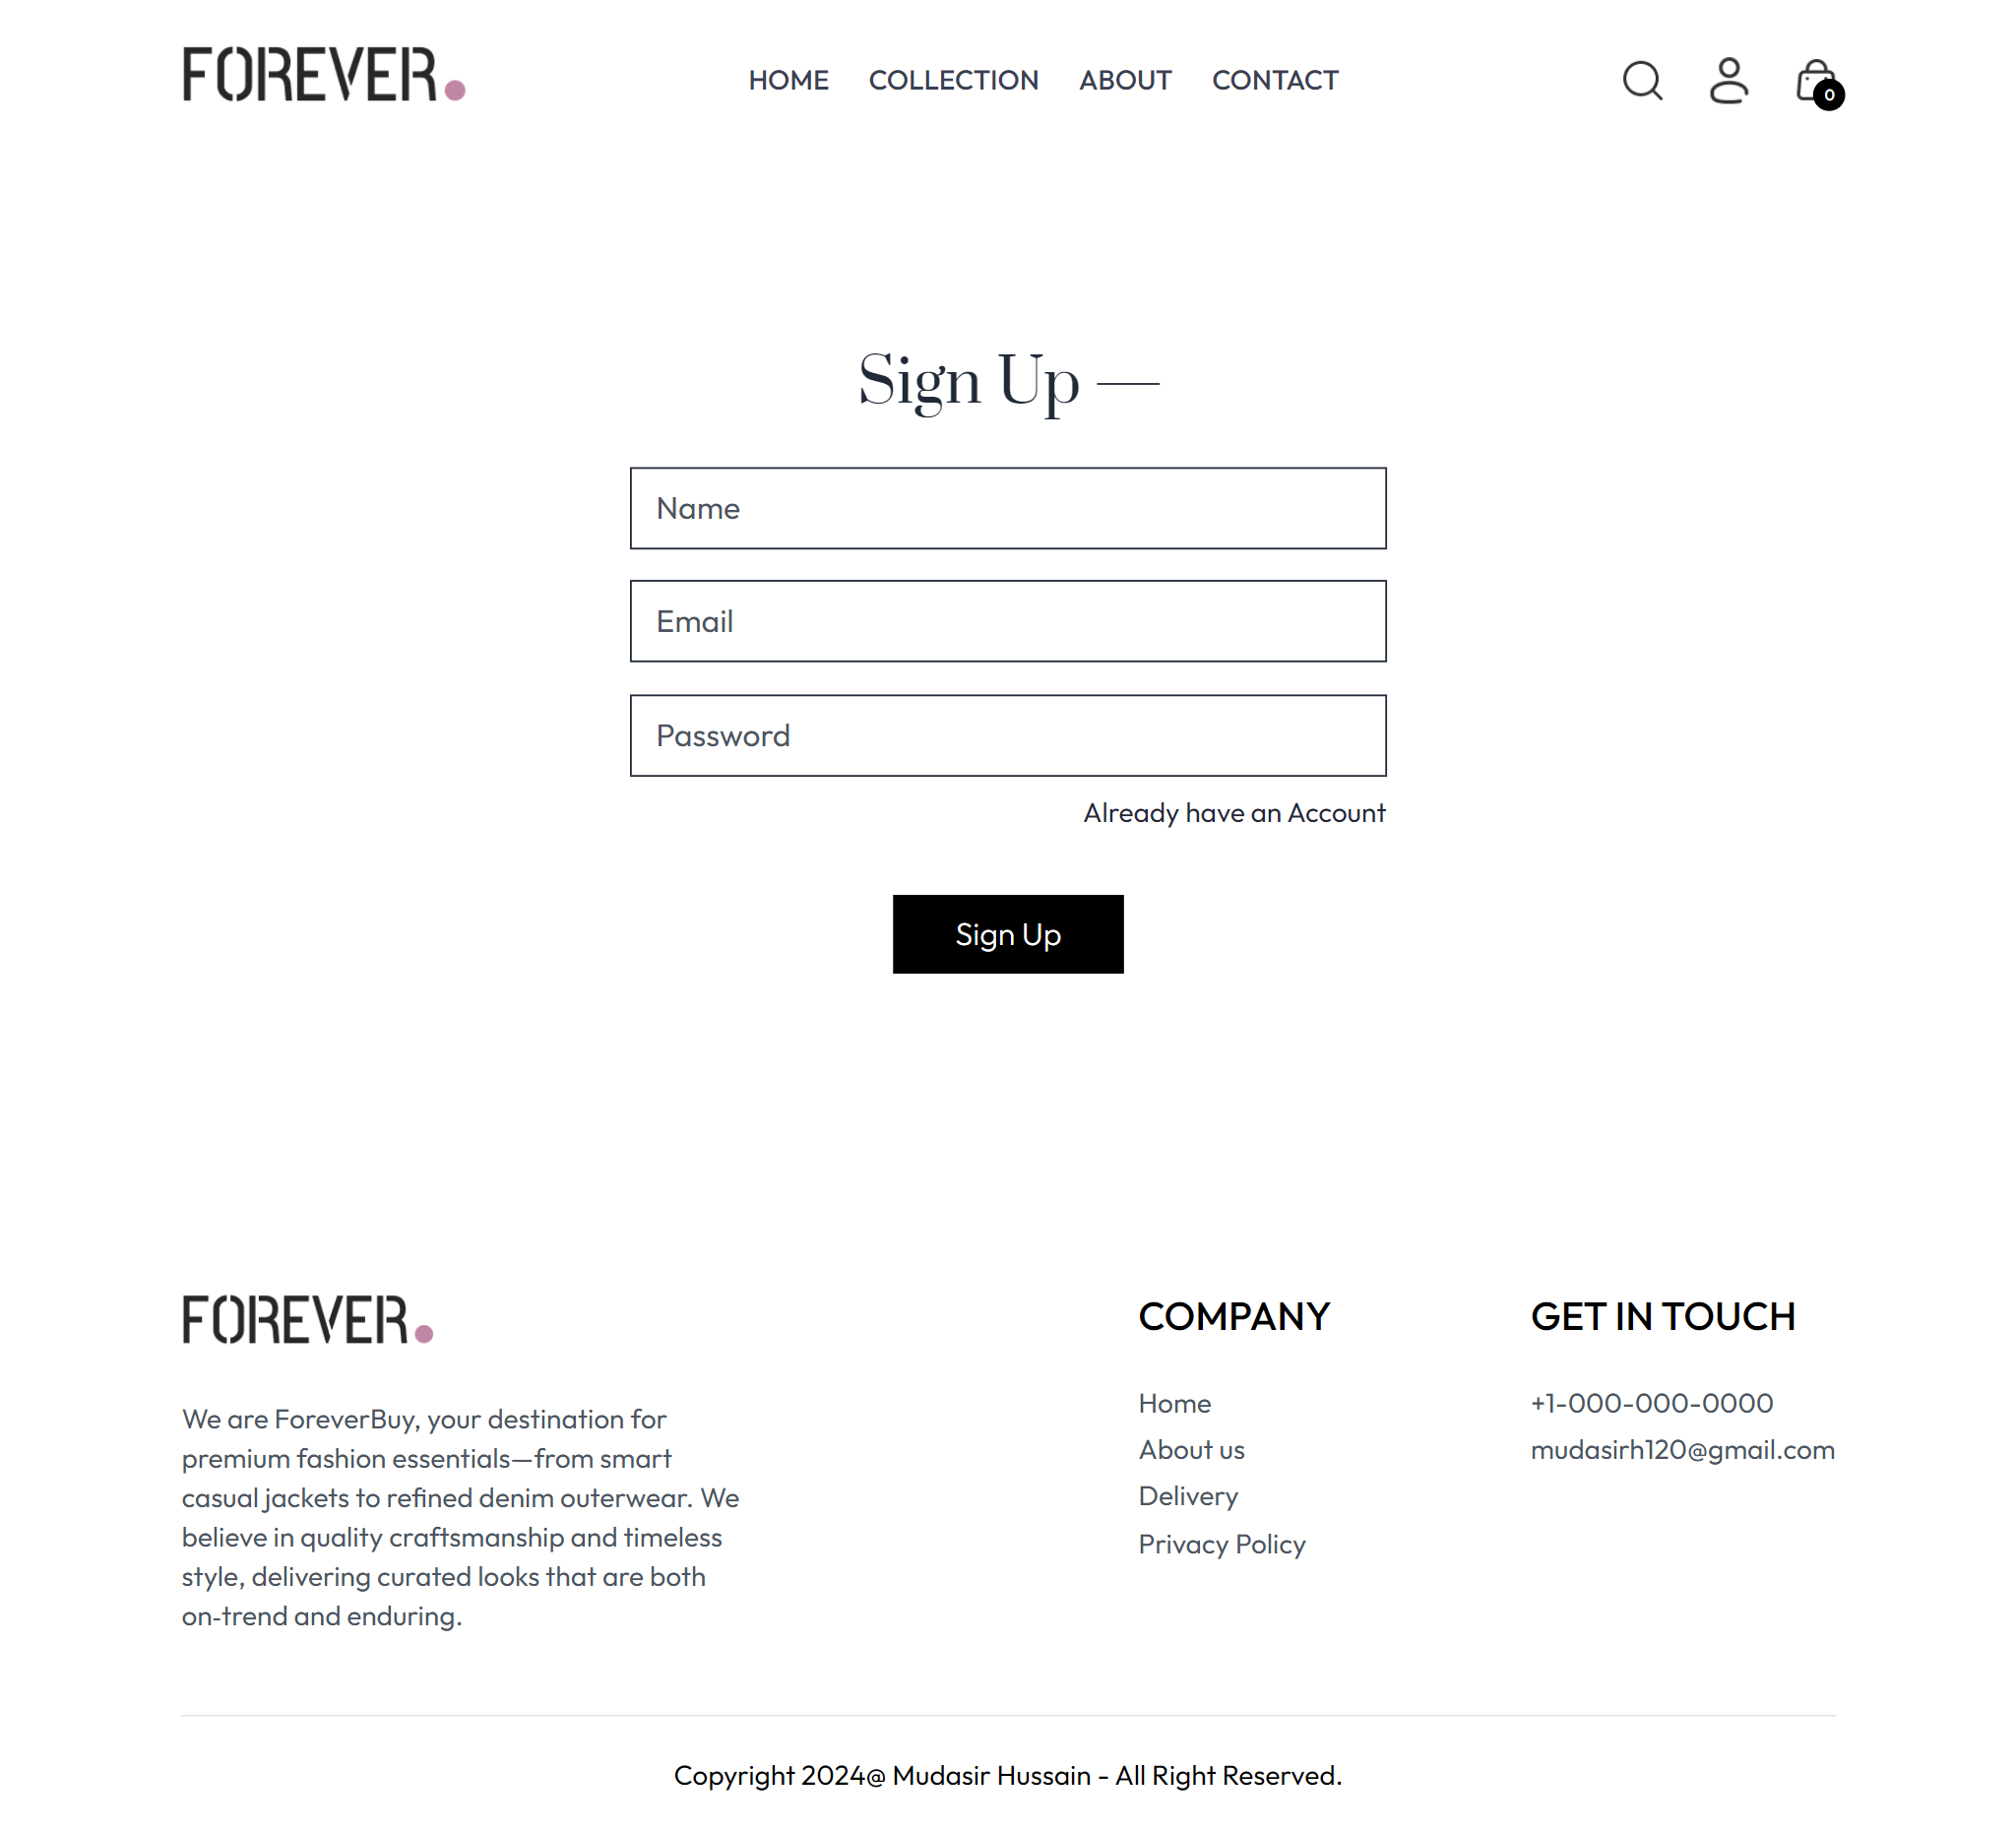 FOREVER.
HOME COLLECTION ABOUT CONTACT
0
Sign Up —
Name
Email
Password
Already have an Account
Sign Up
FOREVER.
We are ForeverBuy, your destination for
premium fashion essentials—from smart
casual jackets to refined denim outerwear. We
believe in quality craftsmanship and timeless
style, delivering curated looks that are both
on-trend and enduring.
COMPANY
Home
About us
Delivery
Privacy Policy
GET IN TOUCH
+1-000-000-0000
mudasirh120@gmail.com
Copyright 2024@ Mudasir Hussain - All Right Reserved.